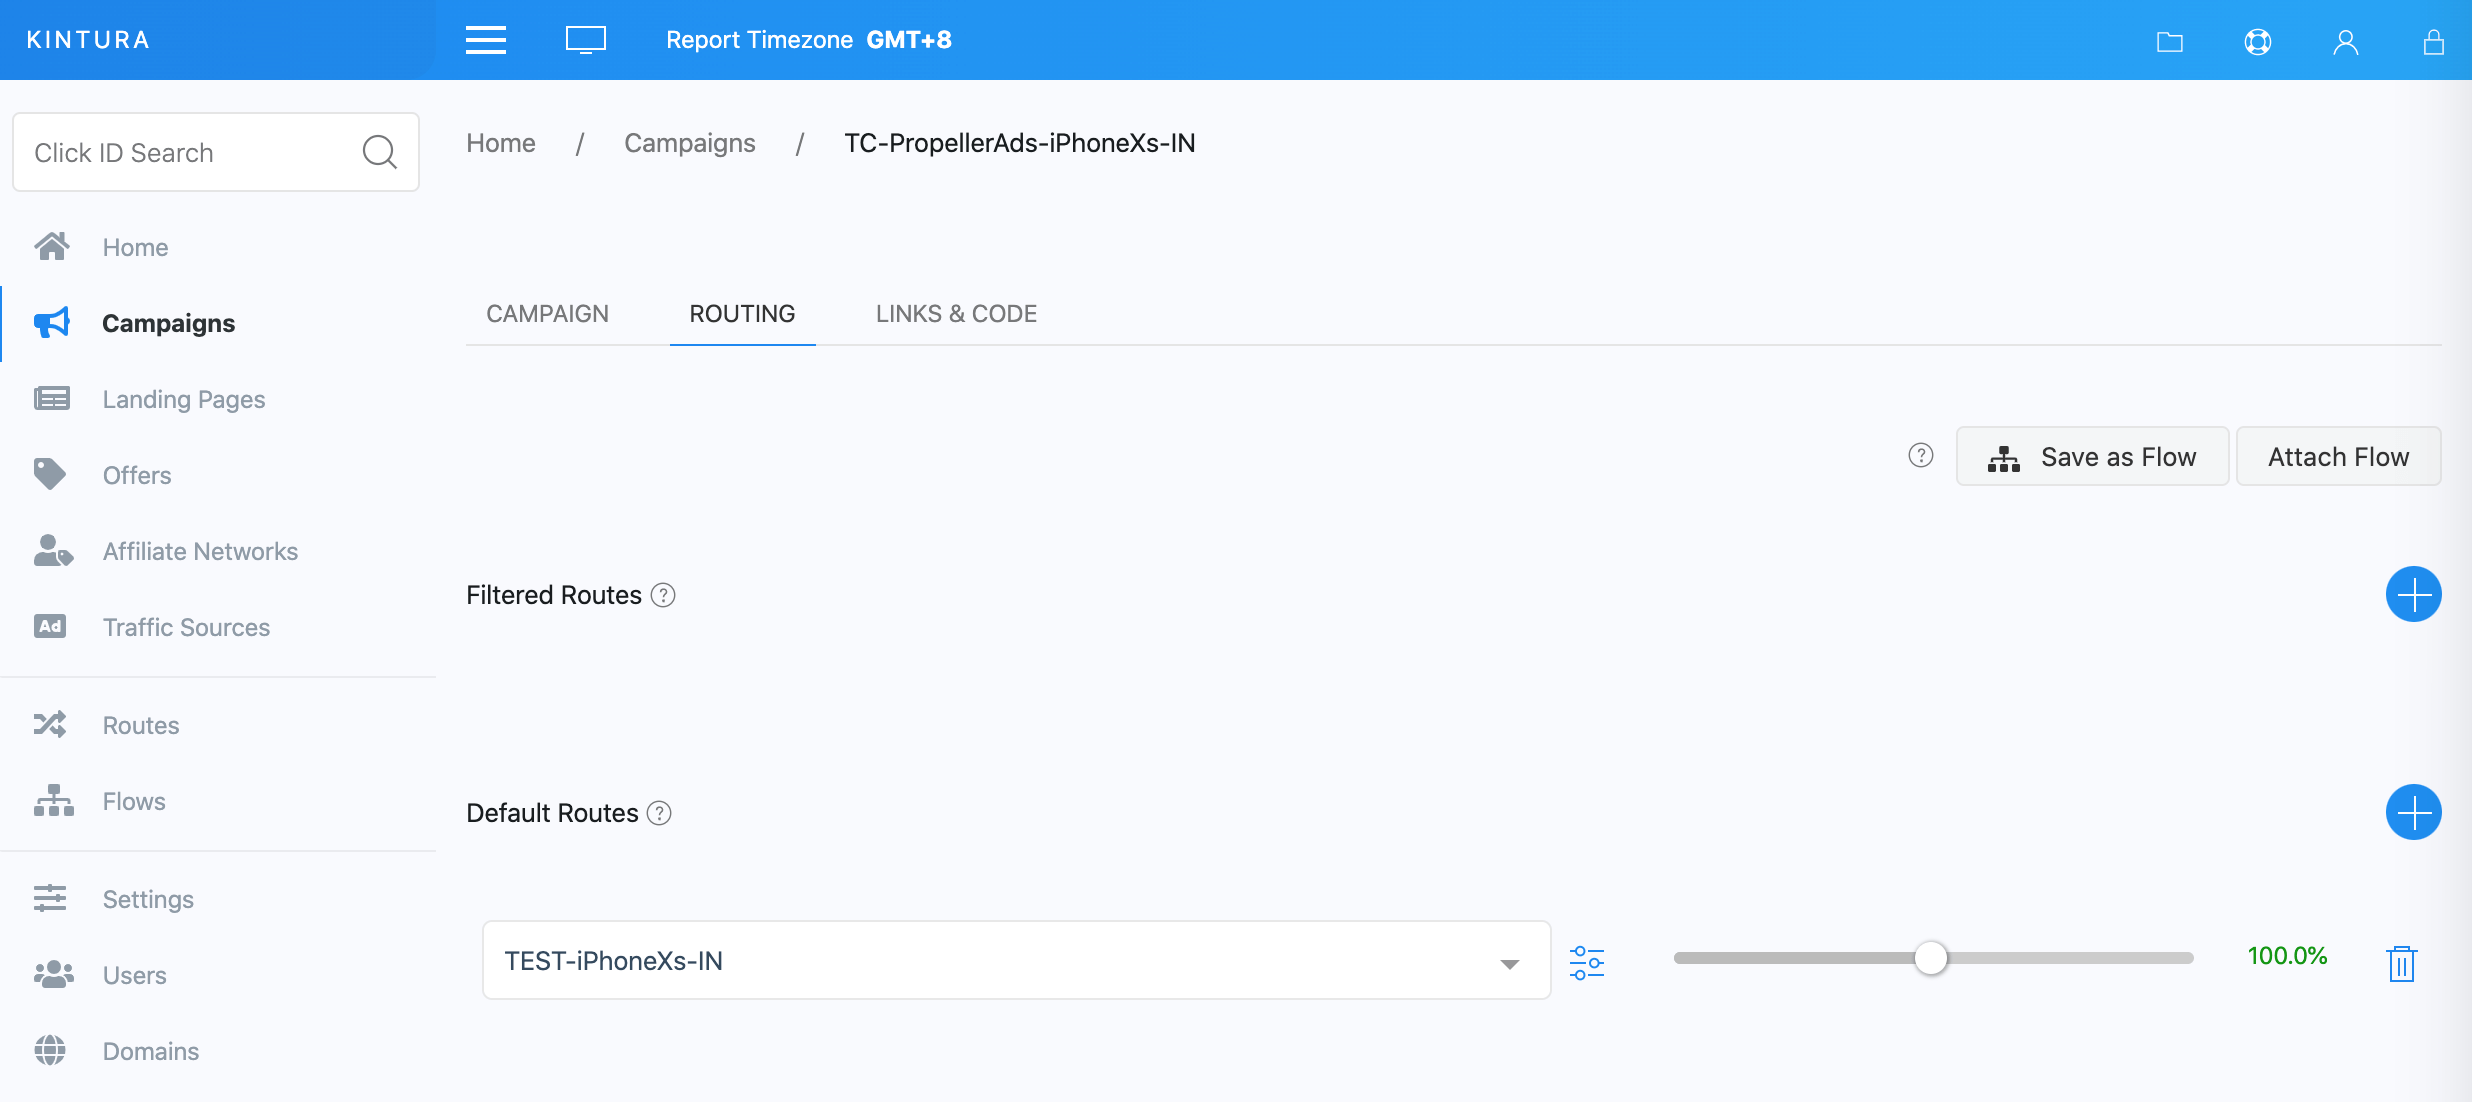 KINTURA
Report Timezone GMT+8
Click ID Search
Home
Campaigns
Landing Pages
Offers
Affiliate Networks
Ad Traffic Sources
Routes
Flows
Settings
Users
Domains
Home / Campaigns / TC-PropellerAds-iPhoneXs-IN
CAMPAIGN ROUTING LINKS & CODE
? Save as Flow Attach Flow
Filtered Routes ?
Default Routes ?
TEST-iPhoneXs-IN 100.0%